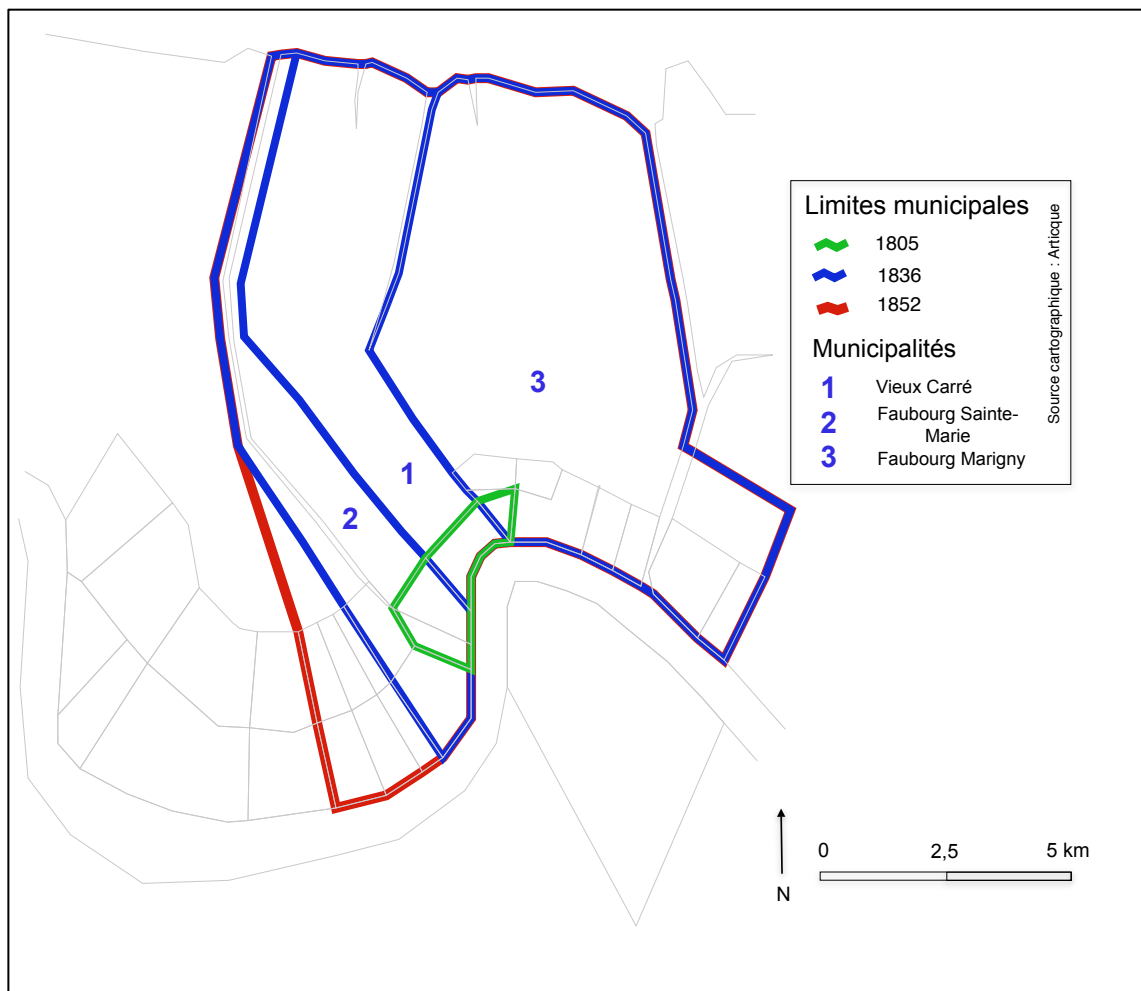 Limites municipales
1805
1836
1852
Municipalités
1 Vieux Carré
2 Faubourg Sainte-
Marie
3 Faubourg Marigny
Source cartographique : Articque
3
1
2
N
0 2,5 5 km